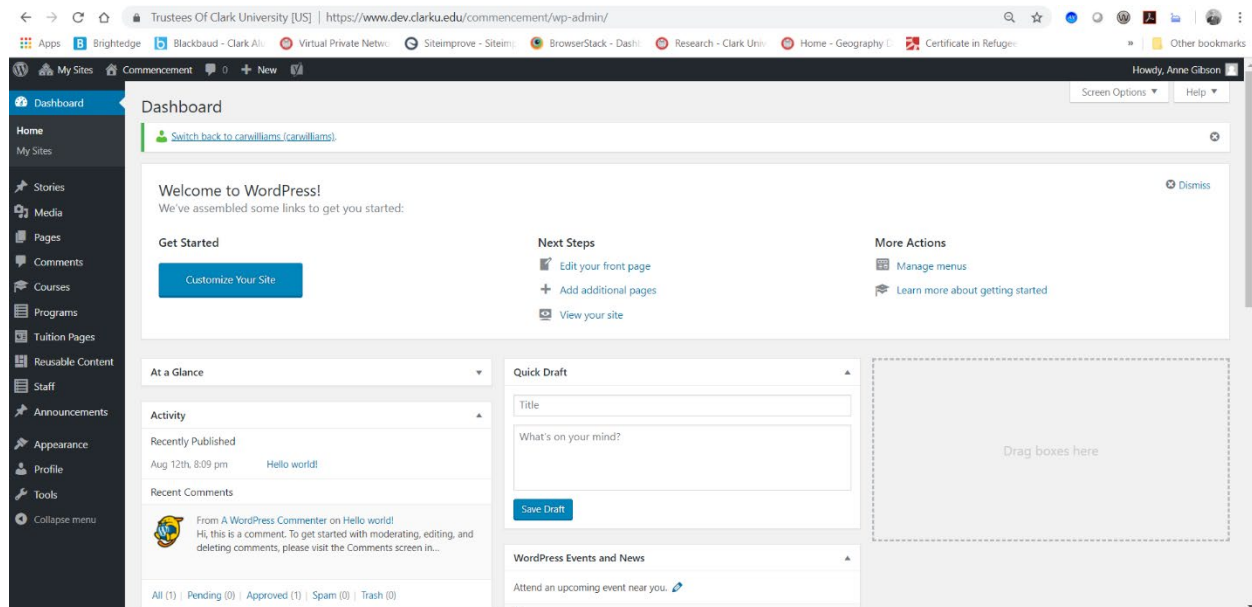 Trustees Of Clark University [US] | https://www.dev.clarku.edu/commencement/wp-admin/
Apps Brightedge Blackbaud - Clark Alu Virtual Private Netwo Siteimprove - Siteimp BrowserStack - Dashb Research - Clark Univ Home - Geography D Certificate in Refugee » Other bookmarks
My Sites Commencement 0 + New Howdy, Anne Gibson
Screen Options ▼ Help ▼
Dashboard
Home
My Sites
Stories
Media
Pages
Comments
Courses
Programs
Tuition Pages
Reusable Content
Staff
Announcements
Appearance
Profile
Tools
Collapse menu
Dashboard
Switch back to carwilliams (carwilliams).
Welcome to WordPress!
Dismiss
We've assembled some links to get you started:
Get Started
Customize Your Site
Next Steps
Edit your front page
Add additional pages
View your site
More Actions
Manage menus
Learn more about getting started
At a Glance
Activity
Recently Published
Aug 12th, 8:09 pm Hello world!
Recent Comments
From A WordPress Commenter on Hello world!
Hi, this is a comment. To get started with moderating, editing, and
deleting comments, please visit the Comments screen in...
All (1) | Pending (0) | Approved (1) | Spam (0) | Trash (0)
Quick Draft
Title
What's on your mind?
Save Draft
WordPress Events and News
Attend an upcoming event near you.
Drag boxes here